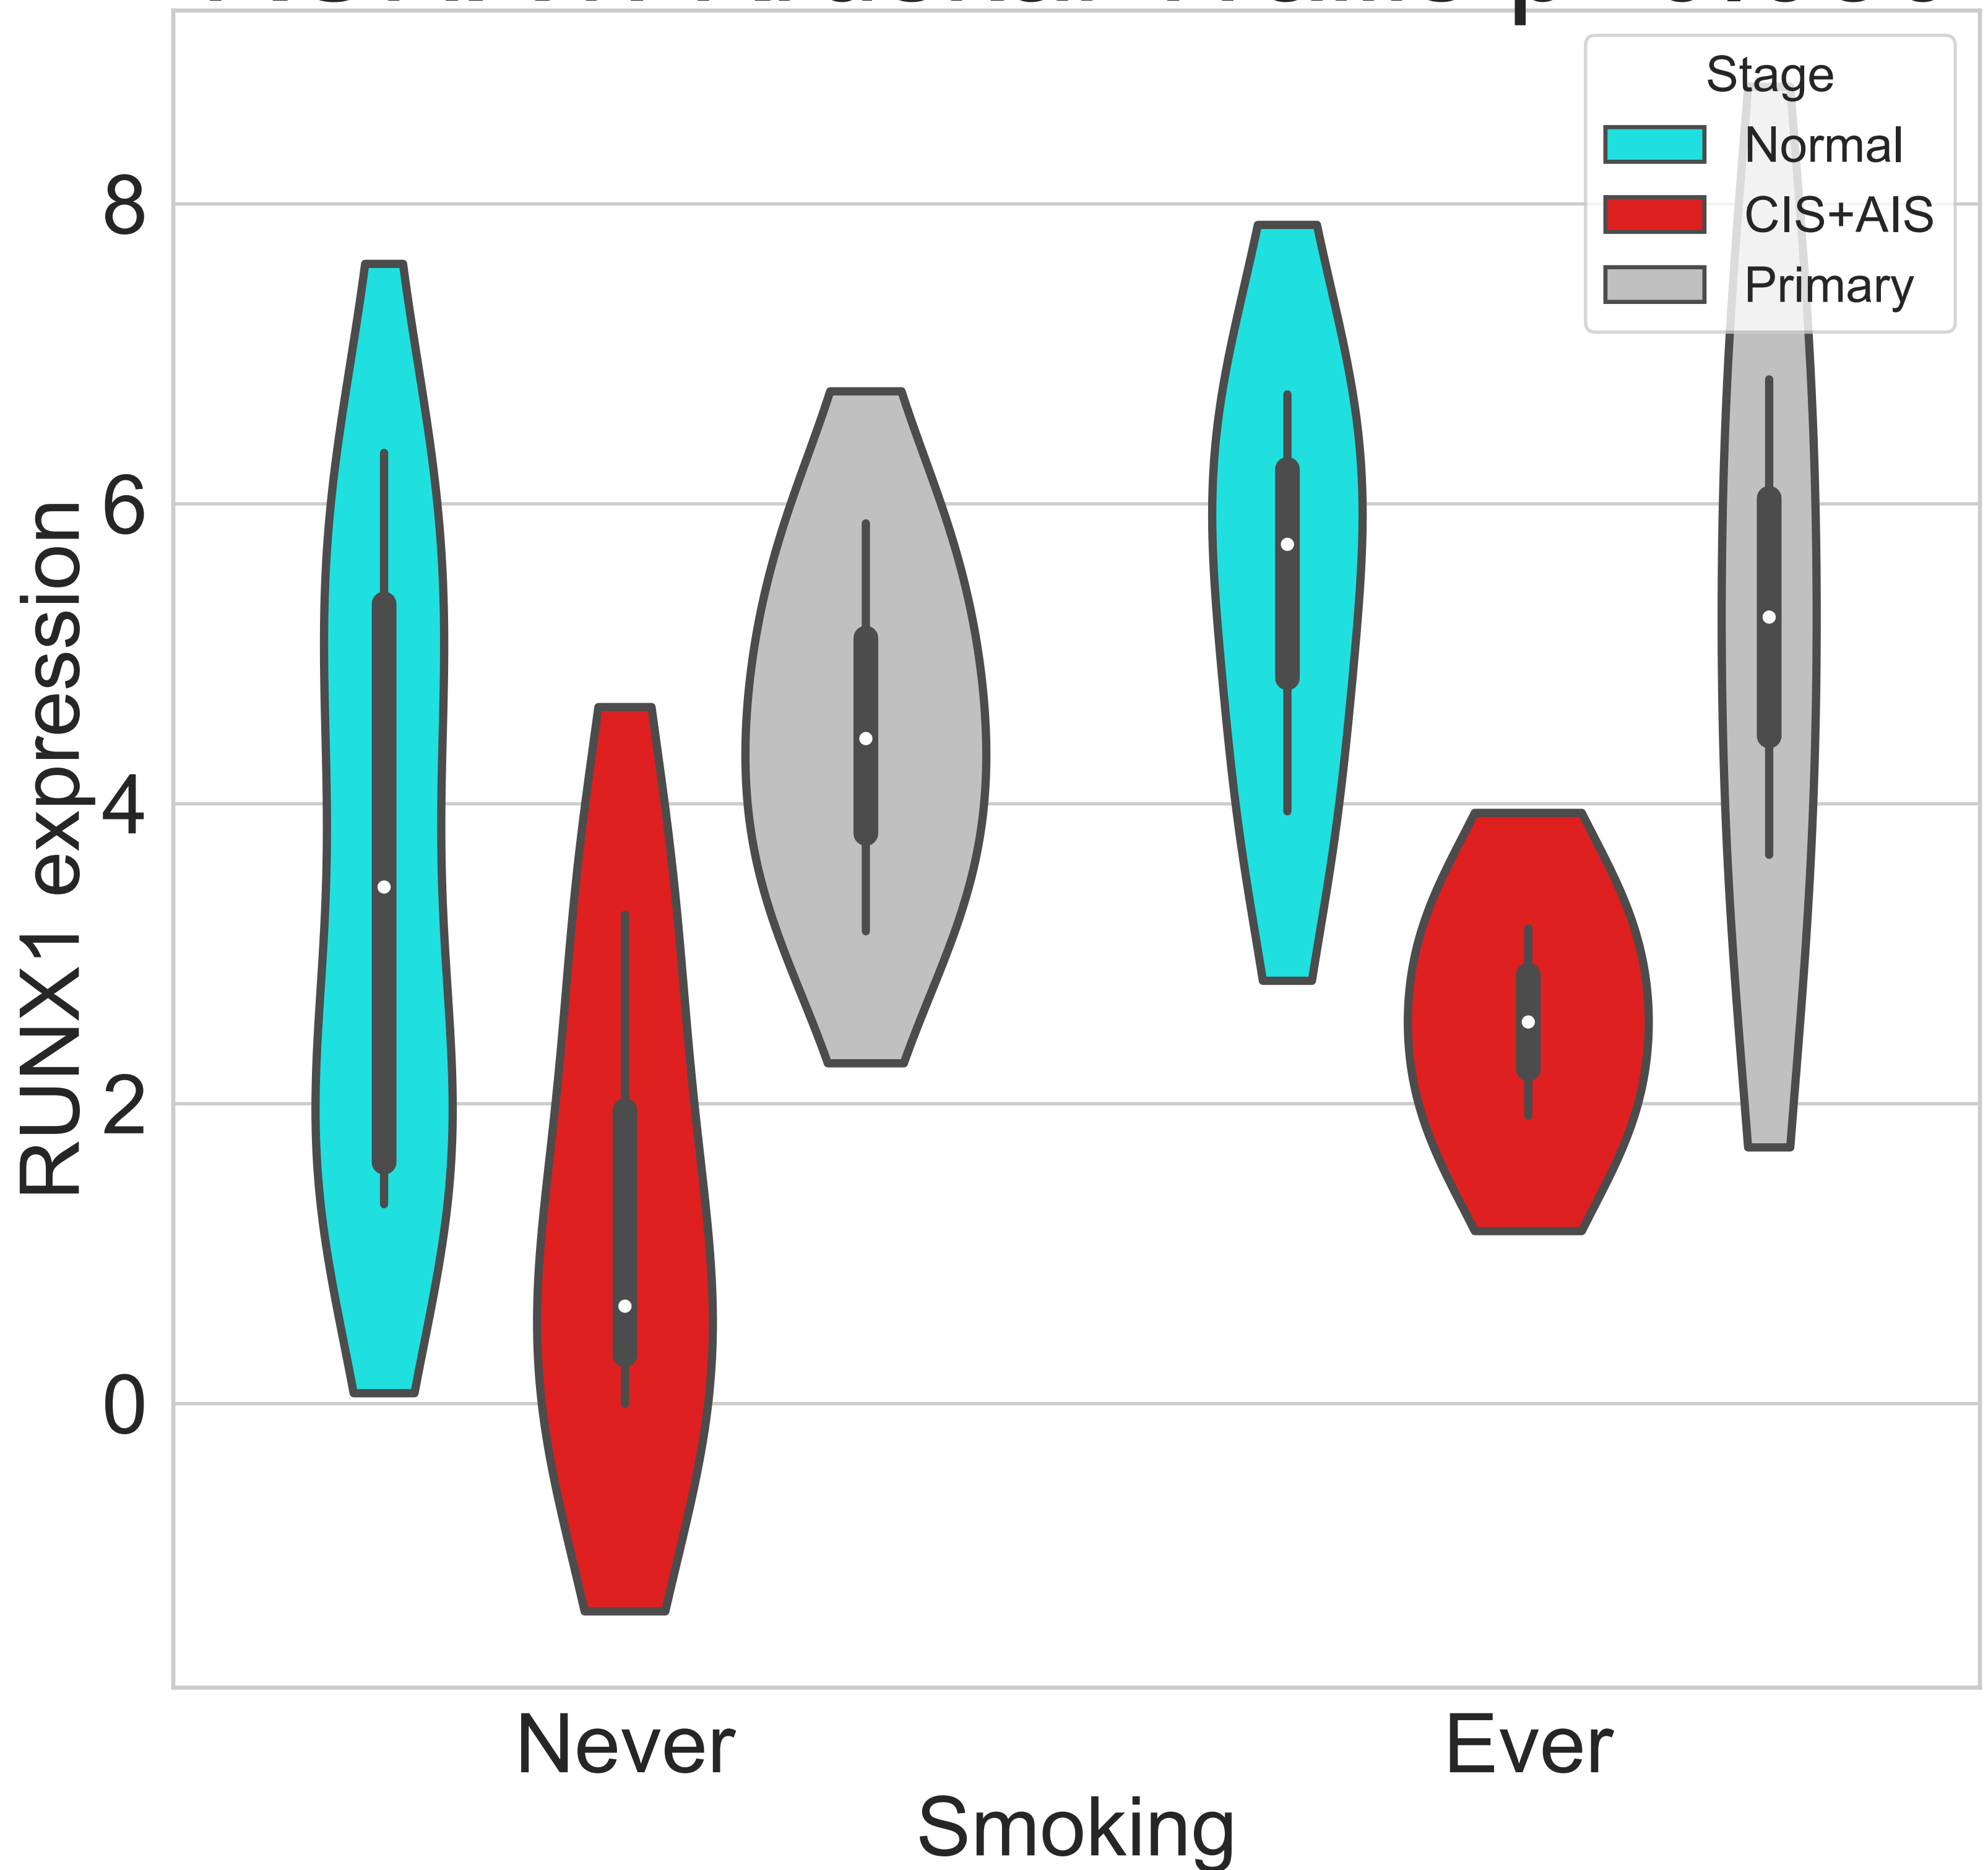 Stage
Normal
CIS+AIS
Primary
8
6
4
2
0
RUNX1 expression
Never
Ever
Smoking